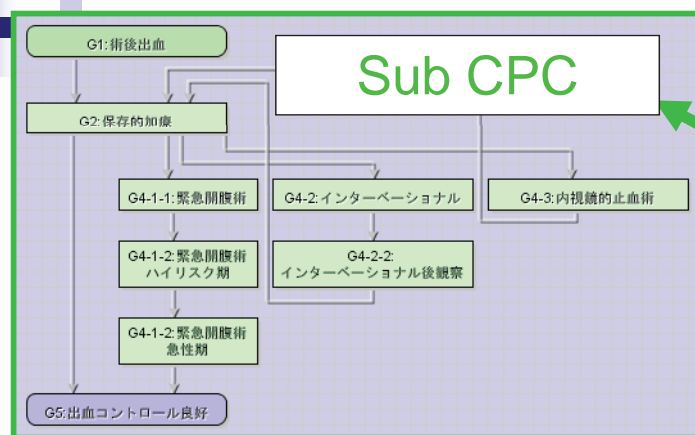 G1:術後出血
Sub CPC
G2:保存的加療
G4-1-1:緊急開腹術
G4-2:インターベーショナル
G4-3:内視鏡的止血術
G4-1-2:緊急開腹術
ハイリスク期
G4-2-2:
インターベーショナル後観察
G4-1-2:緊急開腹術
急性期
G5:出血コントロール良好